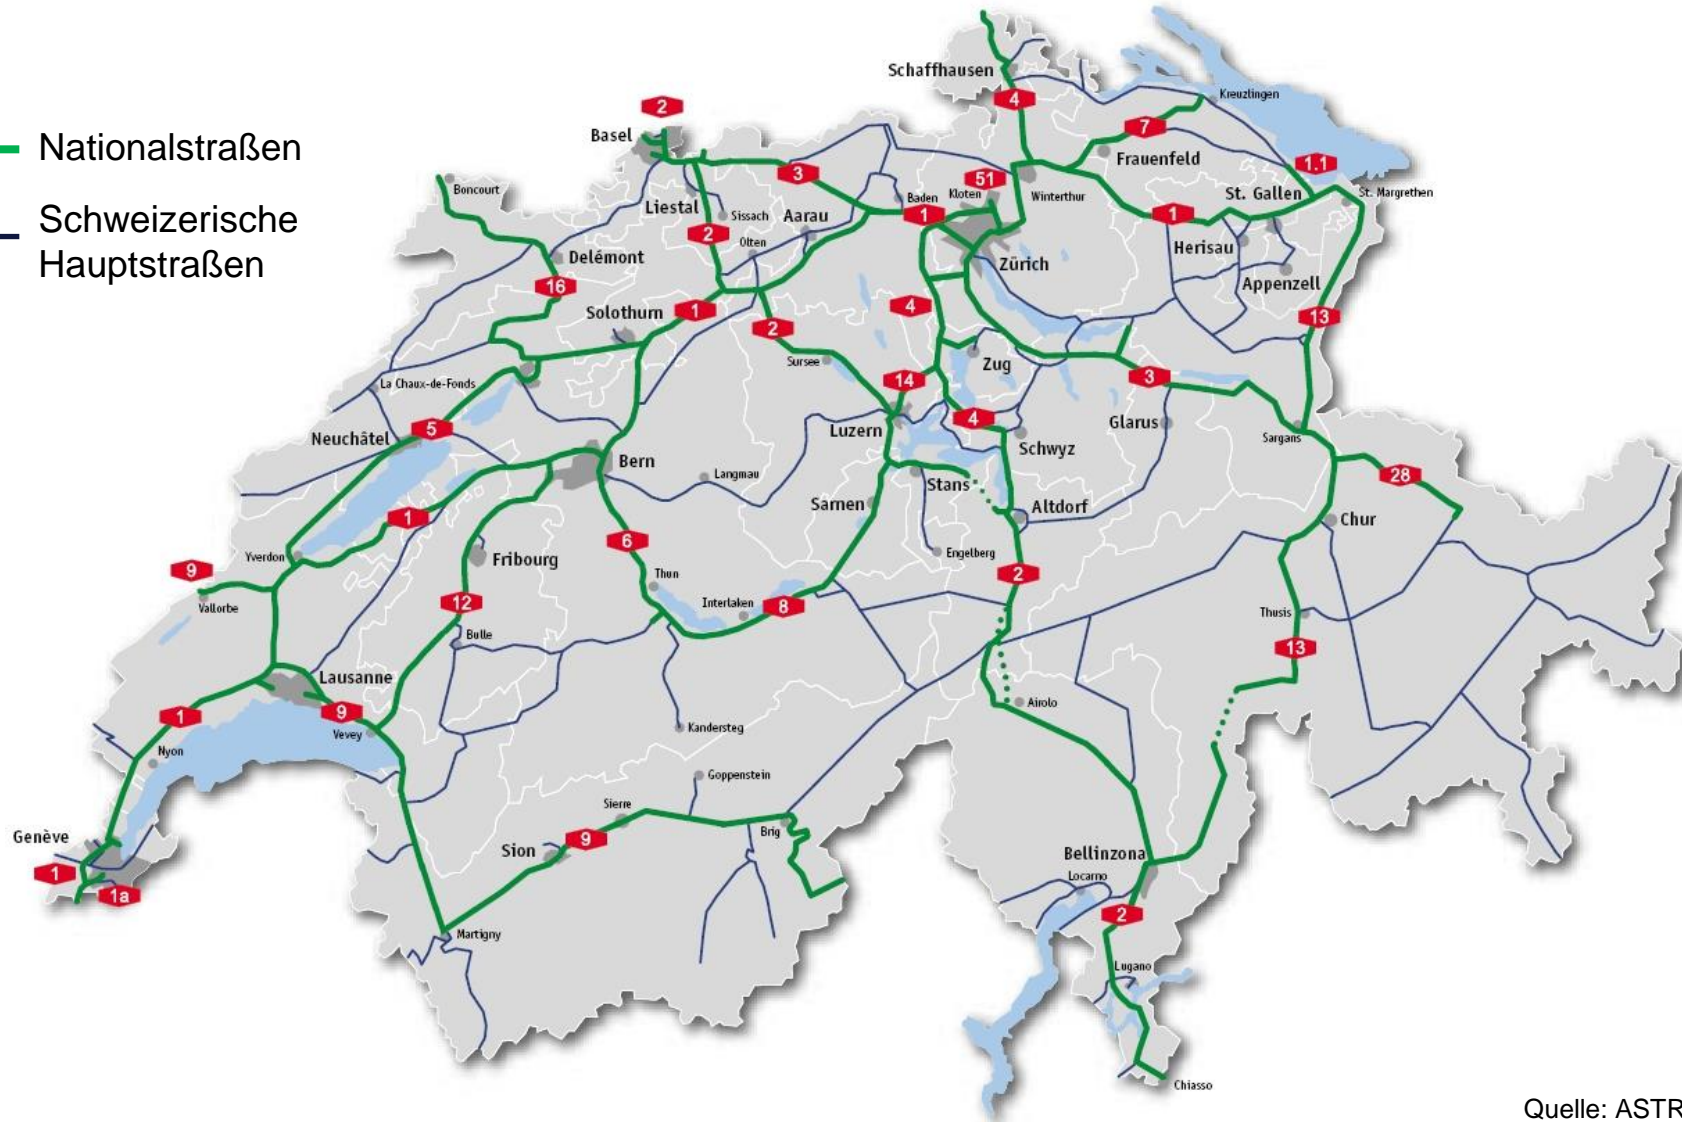 Nationalstraßen
Schweizerische
Hauptstraßen
Schaffhausen
4
Kreuzlingen
2
Basel
7
Frauenfeld
1.1
3
51
Boncourt
Liestal
Sissach
Aarau
Baden
Kloten
Winterthur
St. Gallen
St. Margrethen
1
1
2
Olten
Herisau
Delémont
Zürich
Appenzell
16
Solothurn
1
4
13
2
Sursee
Zug
La Chaux-de-Fonds
14
3
5
4
Neuchâtel
Luzern
Schwyz
Glarus
Sargans
Bern
Langmau
Stans
28
Sarnen
Altdorf
Chur
1
6
Yverdon
Fribourg
Engelberg
9
Thun
2
Vallorbe
12
Interlaken
8
Thusis
Bulle
13
Lausanne
9
1
Airolo
Vevey
Kandersteg
Nyon
Goppenstein
Sierre
Genève
9
Brig
Sion
Bellinzona
1
Locarno
1a
2
Martigny
Lugano
Chiasso
Quelle: ASTR